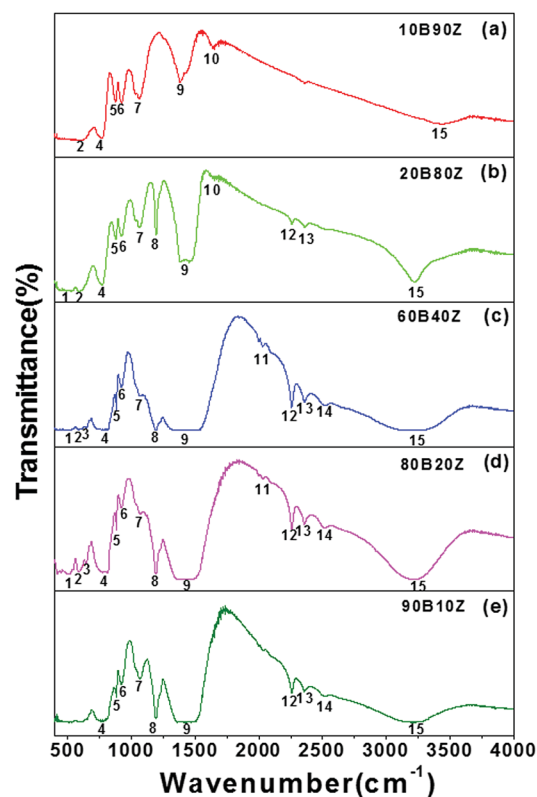 Transmittance(%)
10B90Z (a)
2 4 5 6 7 9 10 15
20B80Z (b)
1 2 4 5 6 7 8 9 10 12 13 15
60B40Z (c)
1 2 3 4 5 6 7 8 9 11 12 13 14 15
80B20Z (d)
1 2 3 4 5 6 7 8 9 11 12 13 14 15
90B10Z (e)
4 5 6 7 8 9 12 13 14 15
500 1000 1500 2000 2500 3000 3500 4000
Wavenumber(cm⁻¹)